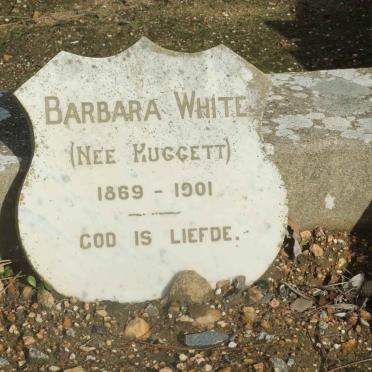 BARBARA WHITE
(NEE HUGGETT)
1869 - 1901
GOD IS LIEFDE.